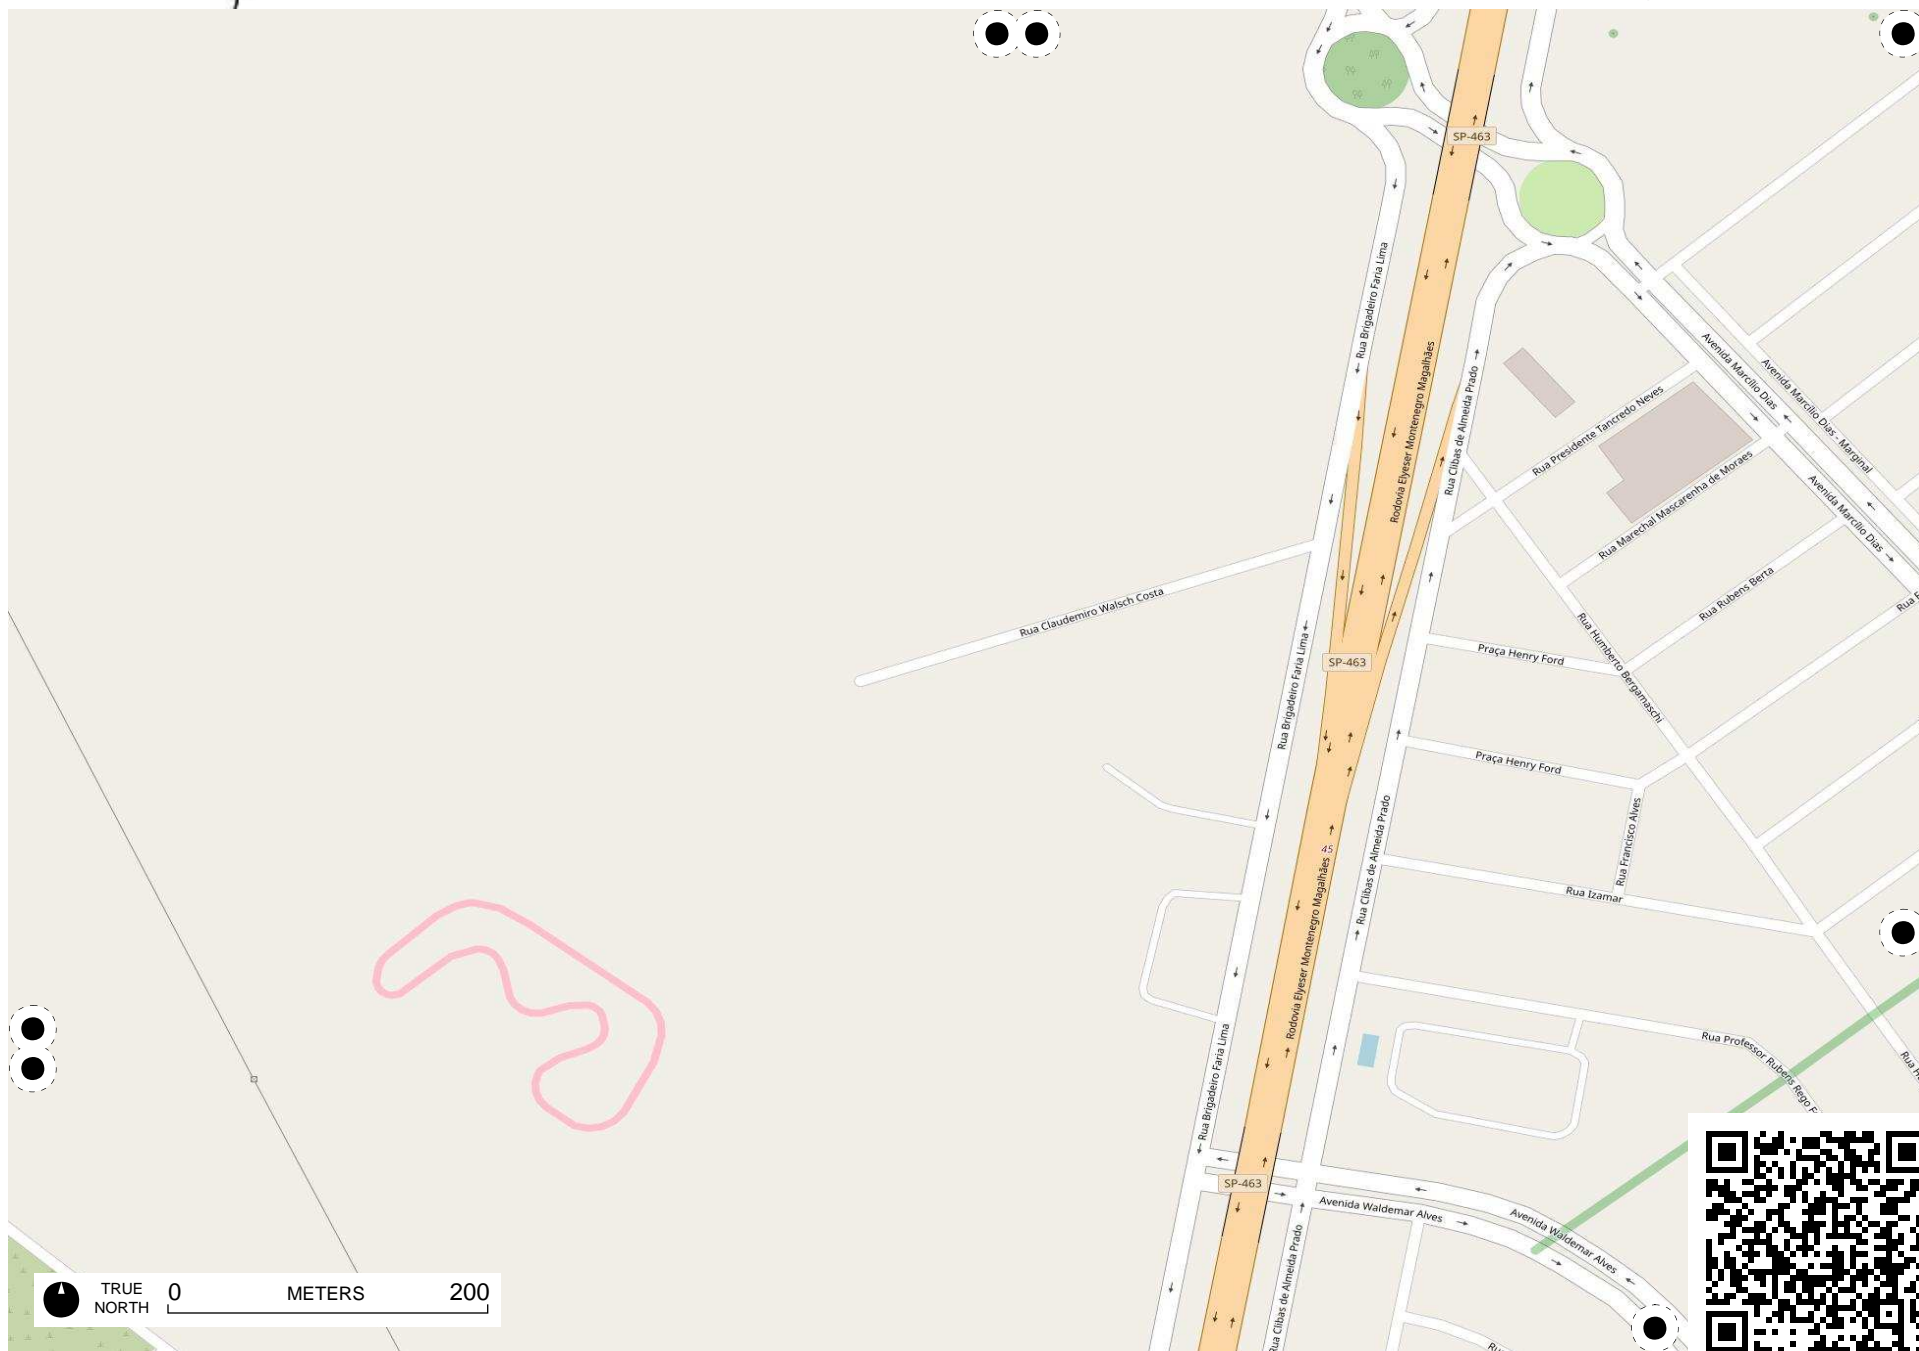 SP-463
Rua Brigadeiro Faria Lima
Rodovia Elyeser Montenegro Magalhães
Rua Clibas de Almeida Prado
Avenida Marcílio Dias
Avenida Marcílio Dias - Marginal
Rua Presidente Tancredo Neves
Rua Marechal Mascarenha de Moraes
Avenida Marcílio Dias
Rua Rubens Berta
Rua Claudemiro Walsch Costa
Rua Humberto Bergamaschi
Praça Henry Ford
SP-463
Rua Brigadeiro Faria Lima
Praça Henry Ford
Rua Francisco Alves
Rua Clibas de Almeida Prado
45
Rodovia Elyeser Montenegro Magalhães
Rua Izamar
Rua Professor Rubens Rego F
Rua Brigadeiro Faria Lima
SP-463
Avenida Waldemar Alves
Avenida Waldemar Alves
Rua Clibas de Almeida Prado
TRUE
NORTH
0 METERS 200